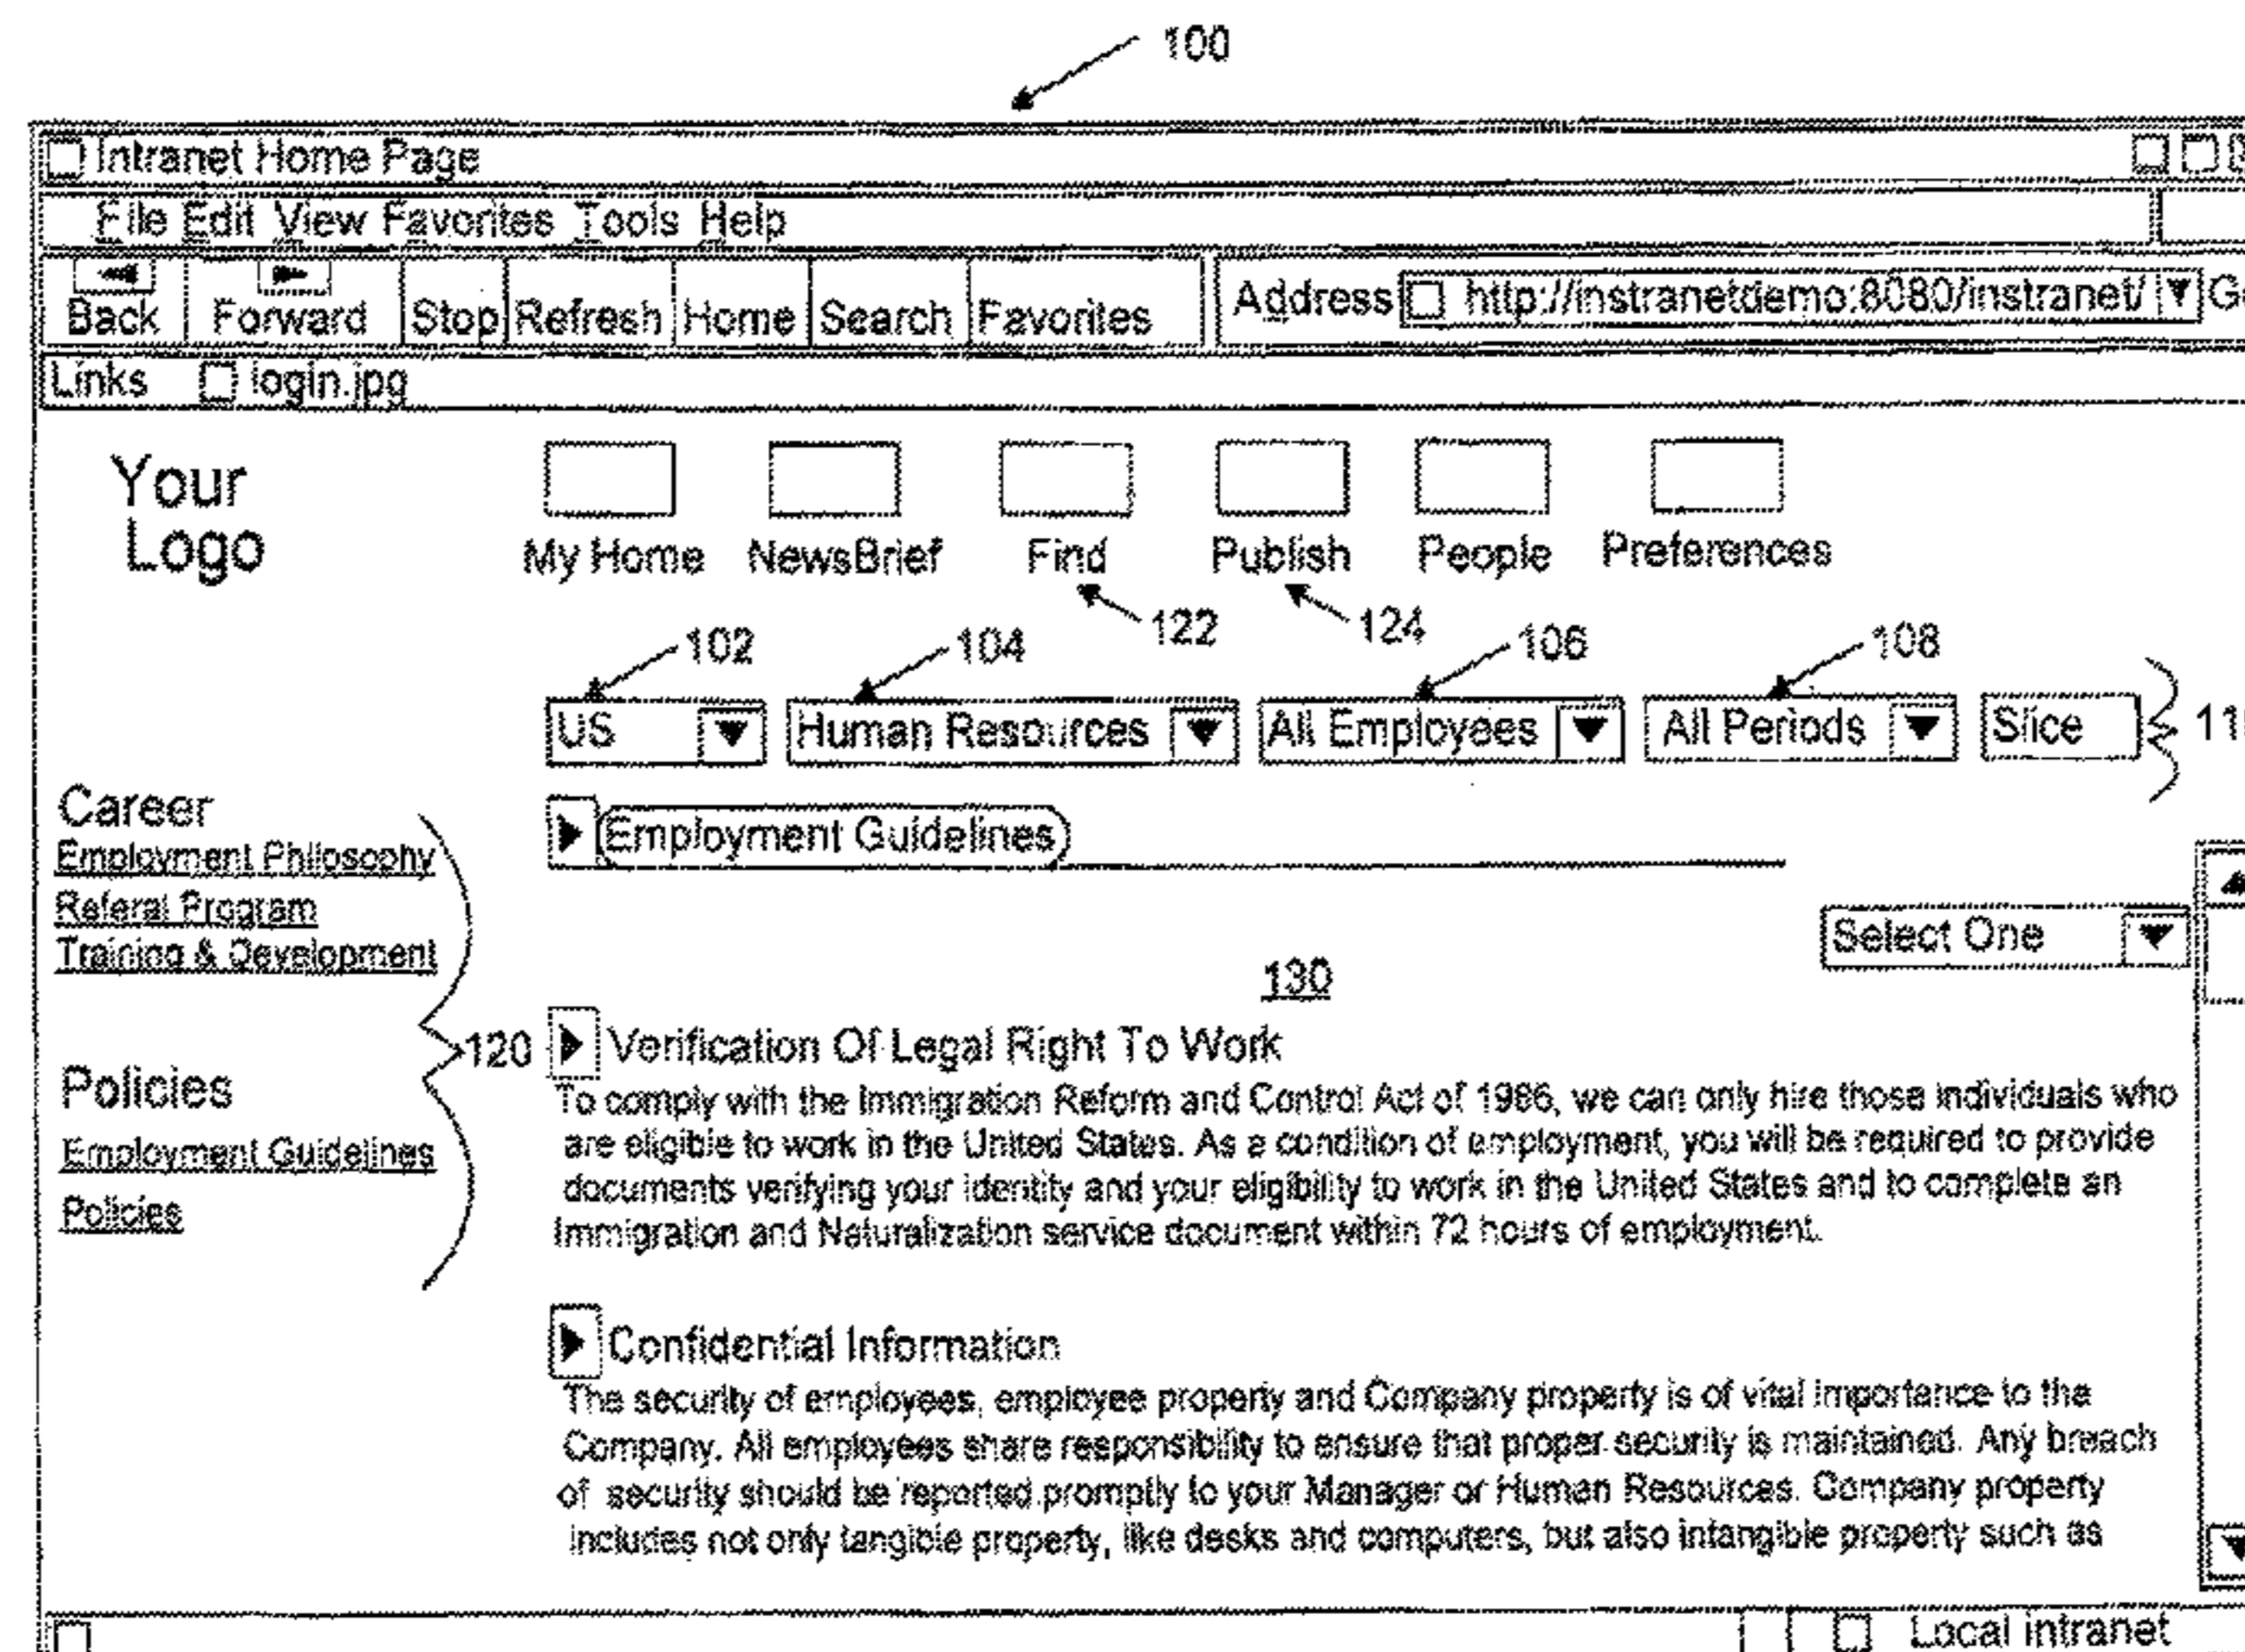 100
Intranet Home Page
File Edit View Favorites Tools Help
Back Forward Stop Refresh Home Search Favorites Address http://instranetdemo:8080/instranet/
Links login.jpg
Your
Logo
My Home NewsBrief Find Publish People Preferences
122 124
102 104 106 108
US Human Resources All Employees All Periods Slice
Career
Employment Philosophy
Referal Program
Training & Development
Policies
Employment Guidelines
Policies
120
Employment Guidelines
Select One
130
Verification Of Legal Right To Work
To comply with the Immigration Reform and Control Act of 1986, we can only hire those individuals who
are eligible to work in the United States. As a condition of employment, you will be required to provide
documents verifying your identity and your eligibility to work in the United States and to complete an
Immigration and Naturalization service document within 72 hours of employment.
Confidential Information
The security of employees, employee property and Company property is of vital importance to the
Company. All employees share responsibility to ensure that proper security is maintained. Any breach
of security should be reported promptly to your Manager or Human Resources. Company property
includes not only tangible property, like desks and computers, but also intangible property such as
Local intranet